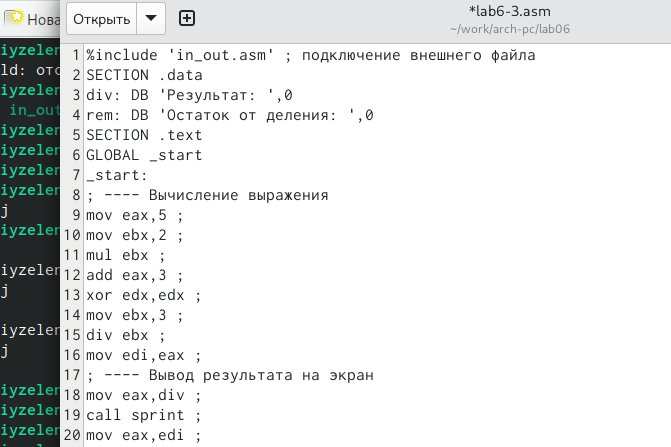 Нова
Открыть
*lab6-3.asm
~/work/arch-pc/lab06
iyzeler
ld: отс
iyzeler
in_out
iyzeler
iyzeler
iyzeler
iyzeler
j
iyzeler
iyzeler
j
iyzeler
j
iyzeler
iyzeler
iyzeler
1 %include 'in_out.asm' ; подключение внешнего файла
2 SECTION .data
3 div: DB 'Результат: ',0
4 rem: DB 'Остаток от деления: ',0
5 SECTION .text
6 GLOBAL _start
7 _start:
8 ; ---- Вычисление выражения
9 mov eax,5 ;
10 mov ebx,2 ;
11 mul ebx ;
12 add eax,3 ;
13 xor edx,edx ;
14 mov ebx,3 ;
15 div ebx ;
16 mov edi,eax ;
17 ; ---- Вывод результата на экран
18 mov eax,div ;
19 call sprint ;
20 mov eax,edi ;